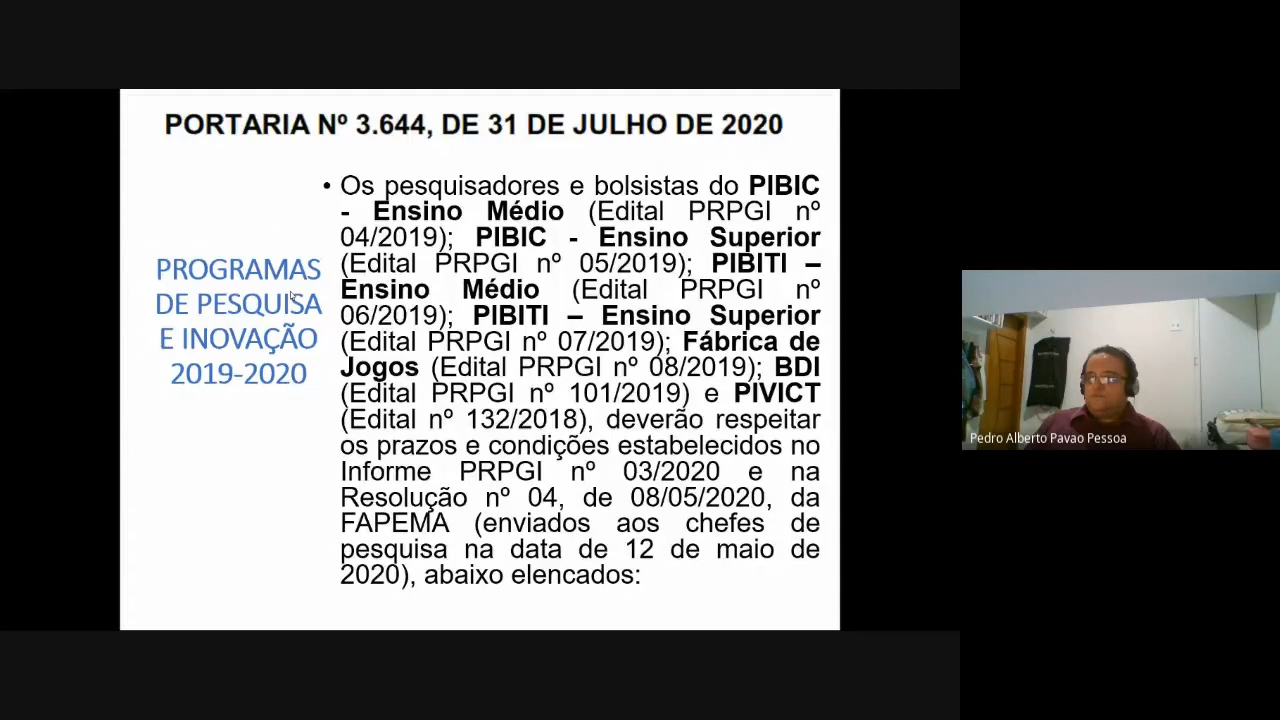 PORTARIA Nº 3.644, DE 31 DE JULHO DE 2020
PROGRAMAS
DE PESQUISA
E INOVAÇÃO
2019-2020
• Os pesquisadores e bolsistas do PIBIC
- Ensino Médio (Edital PRPGI nº
04/2019); PIBIC - Ensino Superior
(Edital PRPGI nº 05/2019); PIBITI –
Ensino Médio (Edital PRPGI nº
06/2019); PIBITI – Ensino Superior
(Edital PRPGI nº 07/2019); Fábrica de
Jogos (Edital PRPGI nº 08/2019); BDI
(Edital PRPGI nº 101/2019) e PIVICT
(Edital nº 132/2018), deverão respeitar
os prazos e condições estabelecidos no
Informe PRPGI nº 03/2020 e na
Resolução nº 04, de 08/05/2020, da
FAPEMA (enviados aos chefes de
pesquisa na data de 12 de maio de
2020), abaixo elencados:
Pedro Alberto Pavao Pessoa